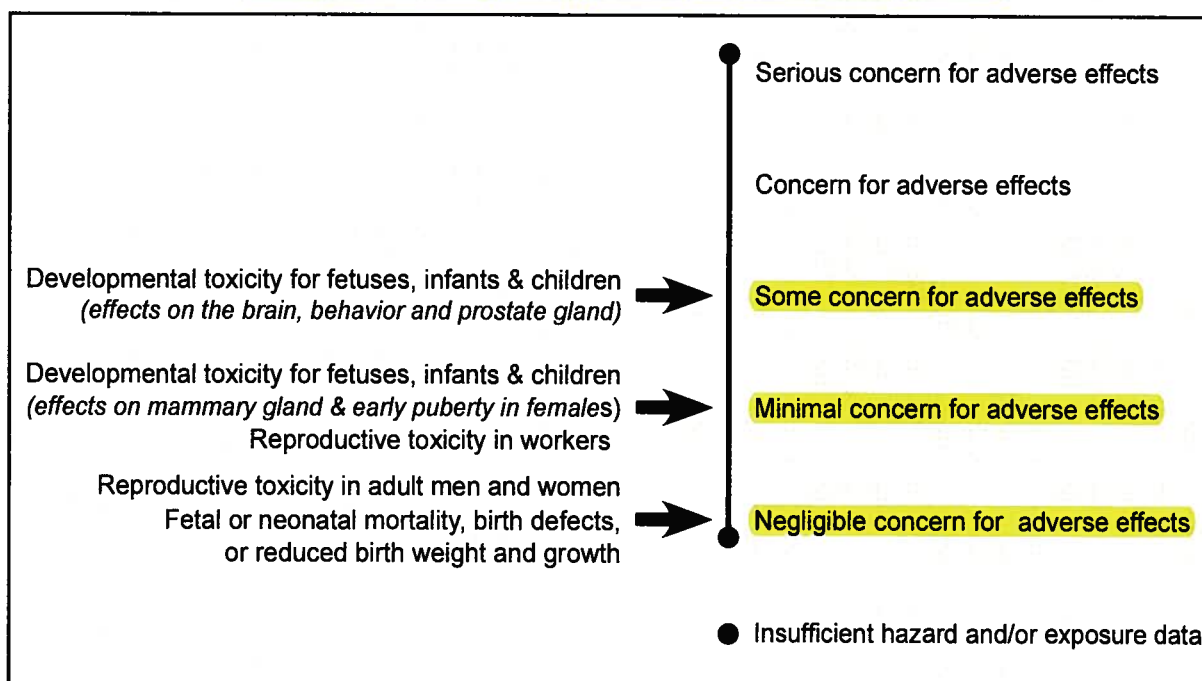 Serious concern for adverse effects
Concern for adverse effects
Developmental toxicity for fetuses, infants & children
(effects on the brain, behavior and prostate gland)
Some concern for adverse effects
Developmental toxicity for fetuses, infants & children
(effects on mammary gland & early puberty in females)
Reproductive toxicity in workers
Minimal concern for adverse effects
Reproductive toxicity in adult men and women
Fetal or neonatal mortality, birth defects,
or reduced birth weight and growth
Negligible concern for adverse effects
Insufficient hazard and/or exposure data